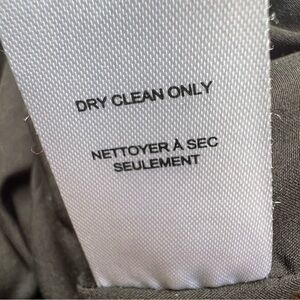 DRY CLEAN ONLY
NETTOYER À SEC
SEULEMENT